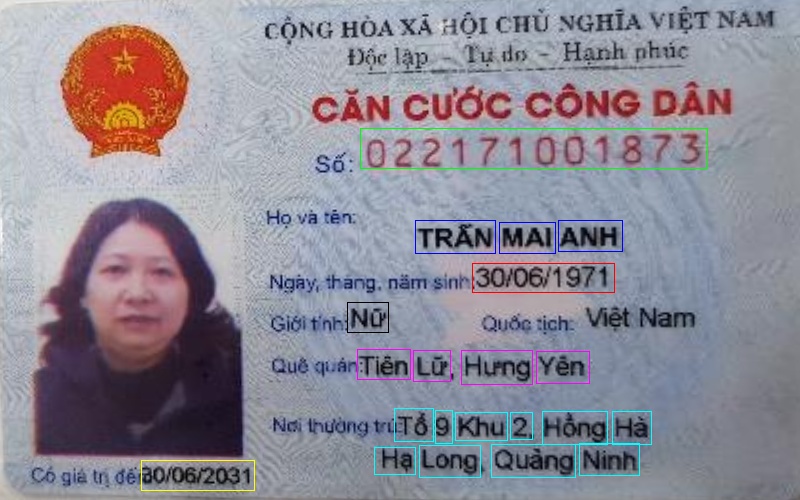 CỘNG HÒA XÃ HỘI CHỦ NGHĨA VIỆT NAM
Độc lập - Tự do - Hạnh phúc
CĂN CƯỚC CÔNG DÂN
Số: 022171001873
Họ và tên:
TRẦN MAI ANH
Ngày, tháng, năm sinh: 30/06/1971
Giới tính: Nữ Quốc tịch: Việt Nam
Quê quán: Tiên Lữ, Hưng Yên
Nơi thường trú: Tổ 9 Khu 2, Hồng Hà
Hạ Long, Quảng Ninh
Có giá trị đến 30/06/2031